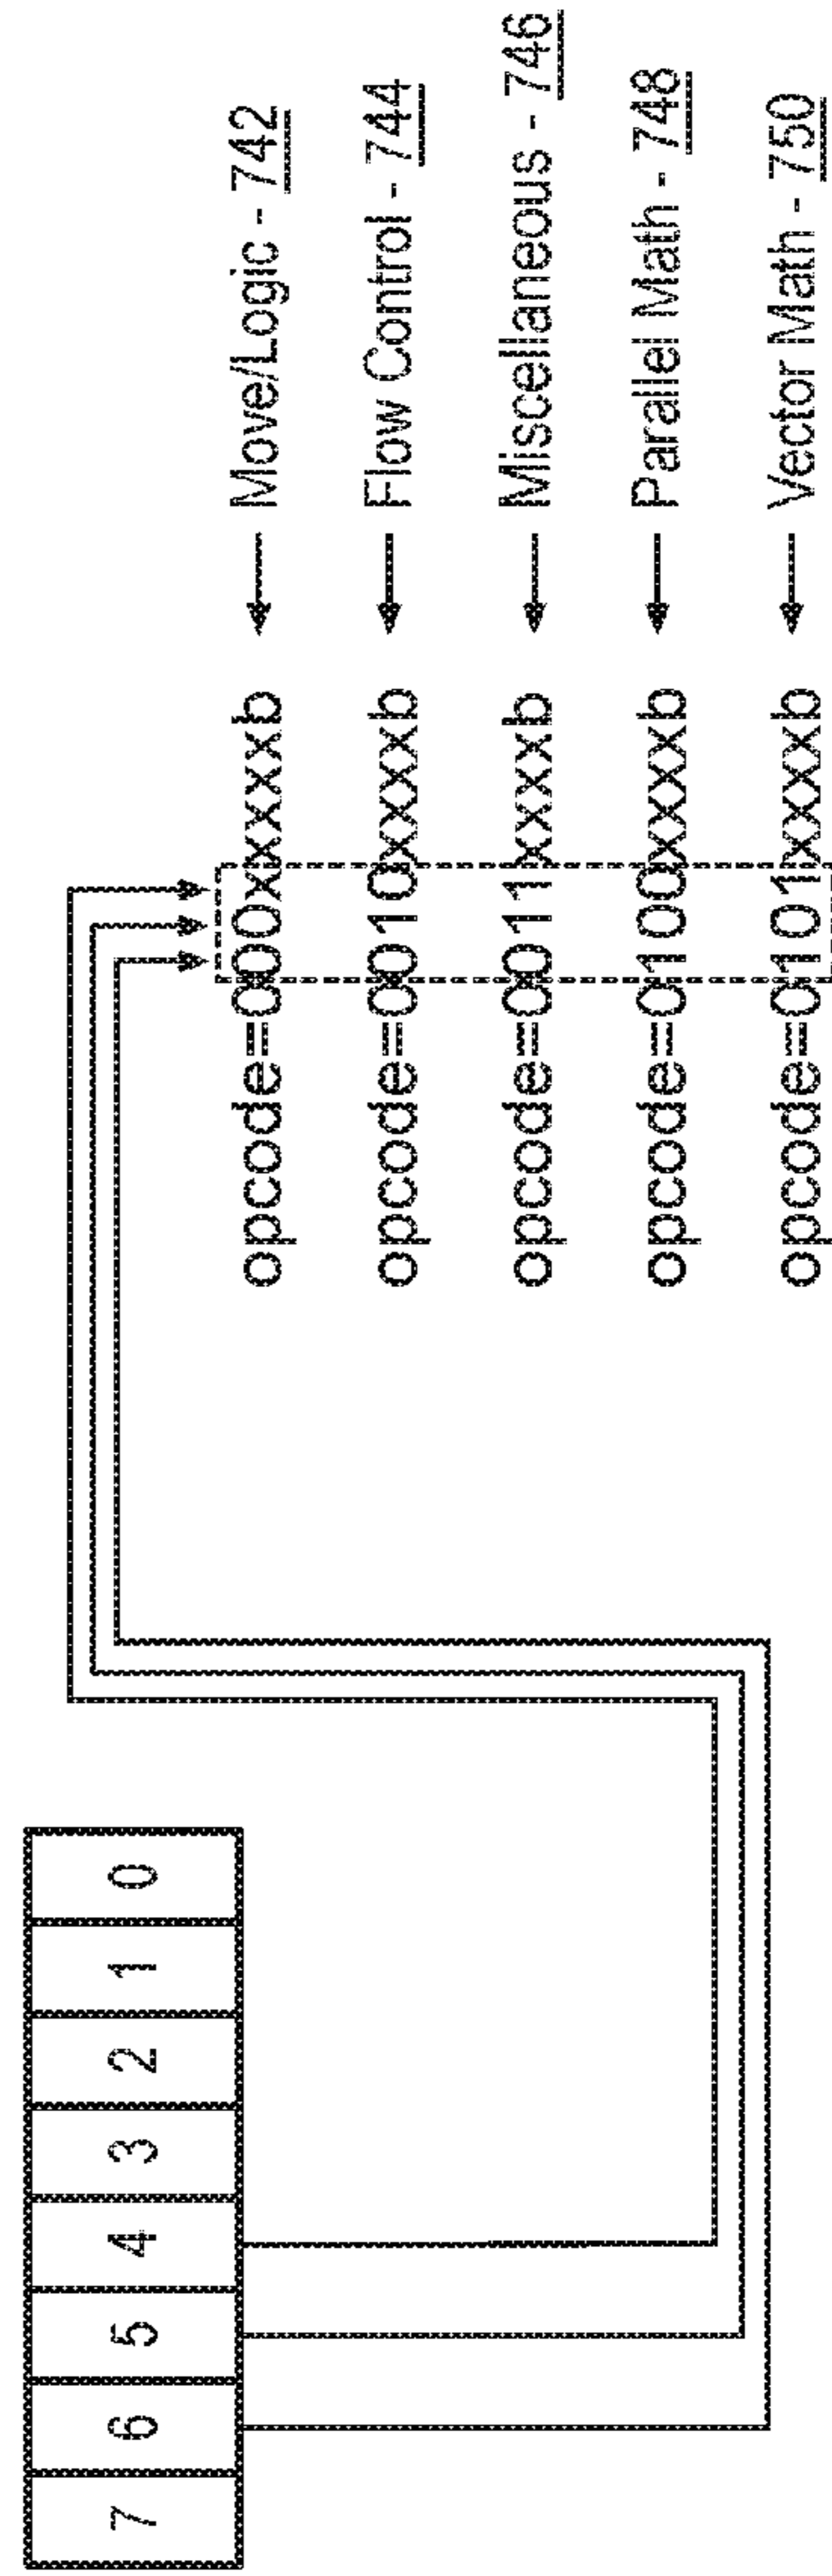 7 6 5 4 3 2 1 0
opcode=000xxxxxb ← Move/Logic - 742
opcode=0010xxxxb ← Flow Control - 744
opcode=0011xxxxb ← Miscellaneous - 746
opcode=0100xxxxb ← Parallel Math - 748
opcode=0101xxxxb ← Vector Math - 750